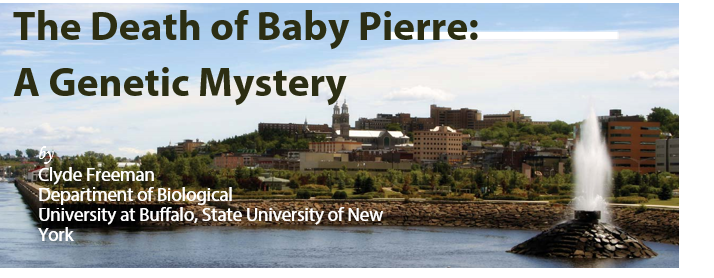 The Death of Baby Pierre:
A Genetic Mystery
by
Clyde Freeman
Department of Biological
University at Buffalo, State University of New
York